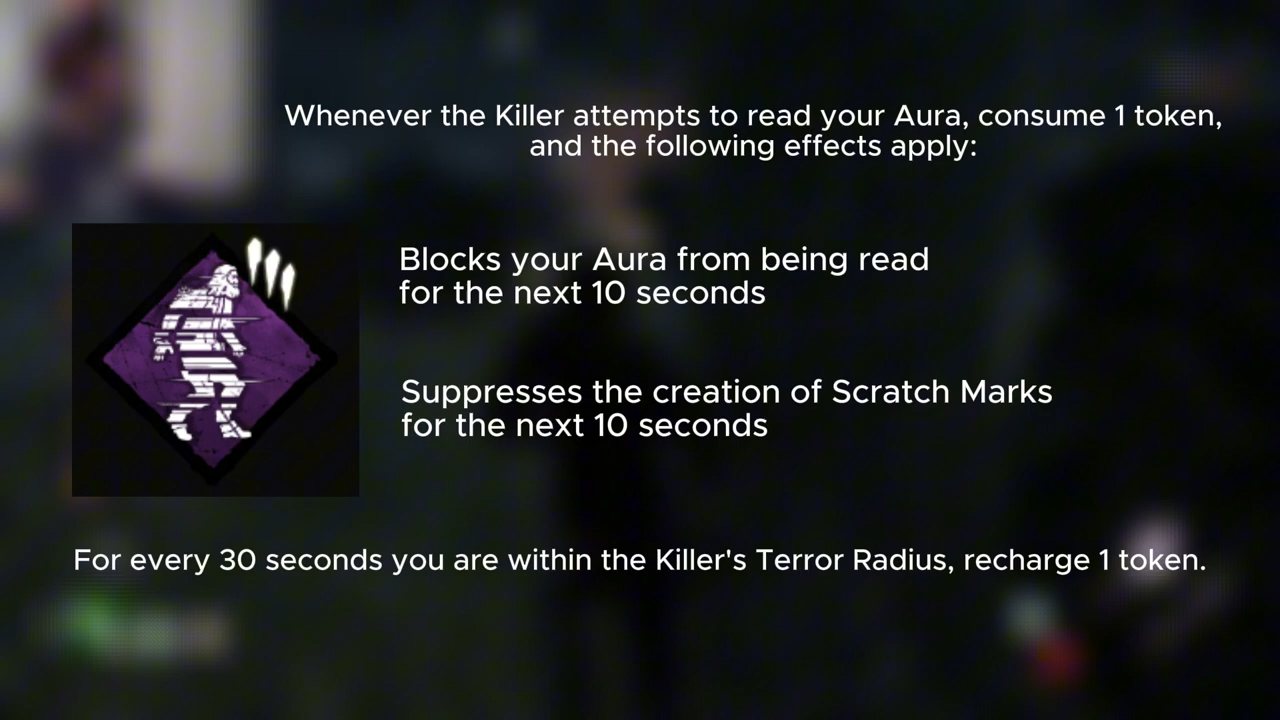 Whenever the Killer attempts to read your Aura, consume 1 token,
and the following effects apply:
Blocks your Aura from being read
for the next 10 seconds
Suppresses the creation of Scratch Marks
for the next 10 seconds
For every 30 seconds you are within the Killer's Terror Radius, recharge 1 token.